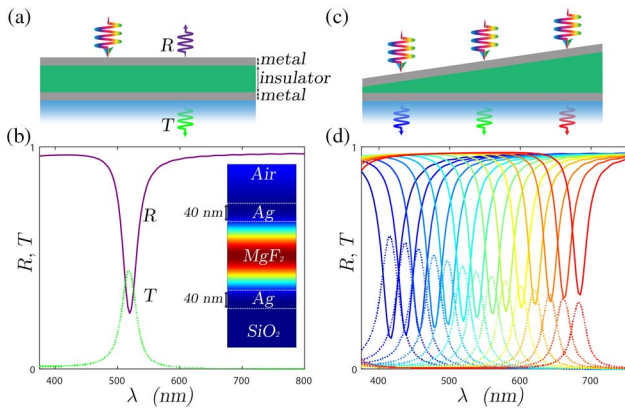 (a)
R
metal
insulator
metal
T
(c)
(b)
1
R, T
0
R
T
40 nm
40 nm
Air
Ag
MgF₂
Ag
SiO₂
400 500 600 700 800
λ (nm)
(d)
1
R, T
0
400 500 600 700
λ (nm)